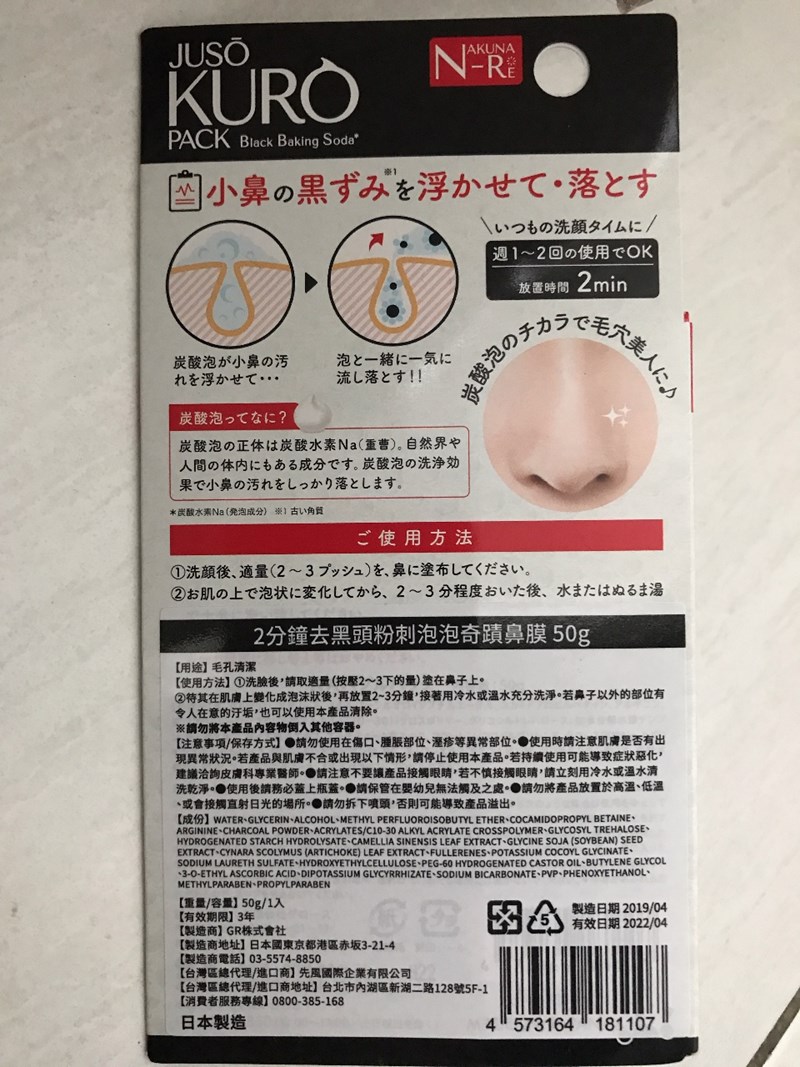 JUSŌ
KURO
PACK Black Baking Soda*
NAKUNA-RE
小鼻の黒ずみ※1を浮かせて・落とす
\いつもの洗顔タイムに/
週1~2回の使用でOK
放置時間 2min
炭酸泡が小鼻の汚
れを浮かせて・・・
泡と一緒に一気に
流し落とす!!
炭酸泡のチカラで毛穴美人に♪
炭酸泡ってなに?
炭酸泡の正体は炭酸水素Na(重曹)。自然界や
人間の体内にもある成分です。炭酸泡の洗浄効
果で小鼻の汚れをしっかり落とします。
*炭酸水素Na(発泡成分) ※1 古い角質
ご使用方法
①洗顔後、適量(2~3プッシュ)を、鼻に塗布してください。
②お肌の上で泡状に変化してから、2~3分程度おいた後、水またはぬるま湯
2分鐘去黑頭粉刺泡泡奇蹟鼻膜 50g
【用途】毛孔清潔
【使用方法】①洗臉後,請取適量(按壓2~3下的量)塗在鼻子上。
②待其在肌膚上變化成泡沫狀後,再放置2~3分鐘,接著用冷水或溫水充分洗淨。若鼻子以外的部位有
令人在意的汙垢,也可以使用本產品清除。
※請勿將本產品內容物倒入其他容器。
【注意事項/保存方式】●請勿使用在傷口、腫脹部位、溼疹等異常部位。●使用時請注意肌膚是否有出
現異常狀況。若產品與肌膚不合或出現以下情形,請停止使用本產品。若持續使用可能導致症狀惡化,
建議洽詢皮膚科專業醫師。●請注意不要讓產品接觸眼睛,若不慎接觸眼睛,請立刻用冷水或溫水清
洗乾淨。●使用後請務必蓋上瓶蓋。●請保管在嬰幼兒無法觸及之處。●請勿將產品放置於高溫、低溫
、或會接觸直射日光的場所。●請勿拆下噴頭,否則可能導致產品溢出。
【成份】WATER、GLYCERIN、ALCOHOL、METHYL PERFLUOROISOBUTYL ETHER、COCAMIDOPROPYL BETAINE、
ARGININE、CHARCOAL POWDER、ACRYLATES/C10-30 ALKYL ACRYLATE CROSSPOLYMER、GLYCOSYL TREHALOSE、
HYDROGENATED STARCH HYDROLYSATE、CAMELLIA SINENSIS LEAF EXTRACT、GLYCINE SOJA (SOYBEAN) SEED
EXTRACT、CYNARA SCOLYMUS (ARTICHOKE) LEAF EXTRACT、FULLERENES、POTASSIUM COCOYL GLYCINATE、
SODIUM LAURETH SULFATE、HYDROXYETHYLCELLULOSE、PEG-60 HYDROGENATED CASTOR OIL、BUTYLENE GLYCOL
、3-O-ETHYL ASCORBIC ACID、DIPOTASSIUM GLYCYRRHIZATE、SODIUM BICARBONATE、PVP、PHENOXYETHANOL、
METHYLPARABEN、PROPYLPARABEN
【重量/容量】50g/1入
【有效期限】3年
【製造商】GR株式會社
【製造商地址】日本國東京都港區赤坂3-21-4
【製造商電話】03-5574-8850
【台灣區總代理/進口商】先風國際企業有限公司
【台灣區總代理/進口商地址】台北市內湖區新湖二路128號5F-1
【消費者服務專線】0800-385-168
日本製造
5
製造日期 2019/04
有效日期 2022/04
4 573164 181107